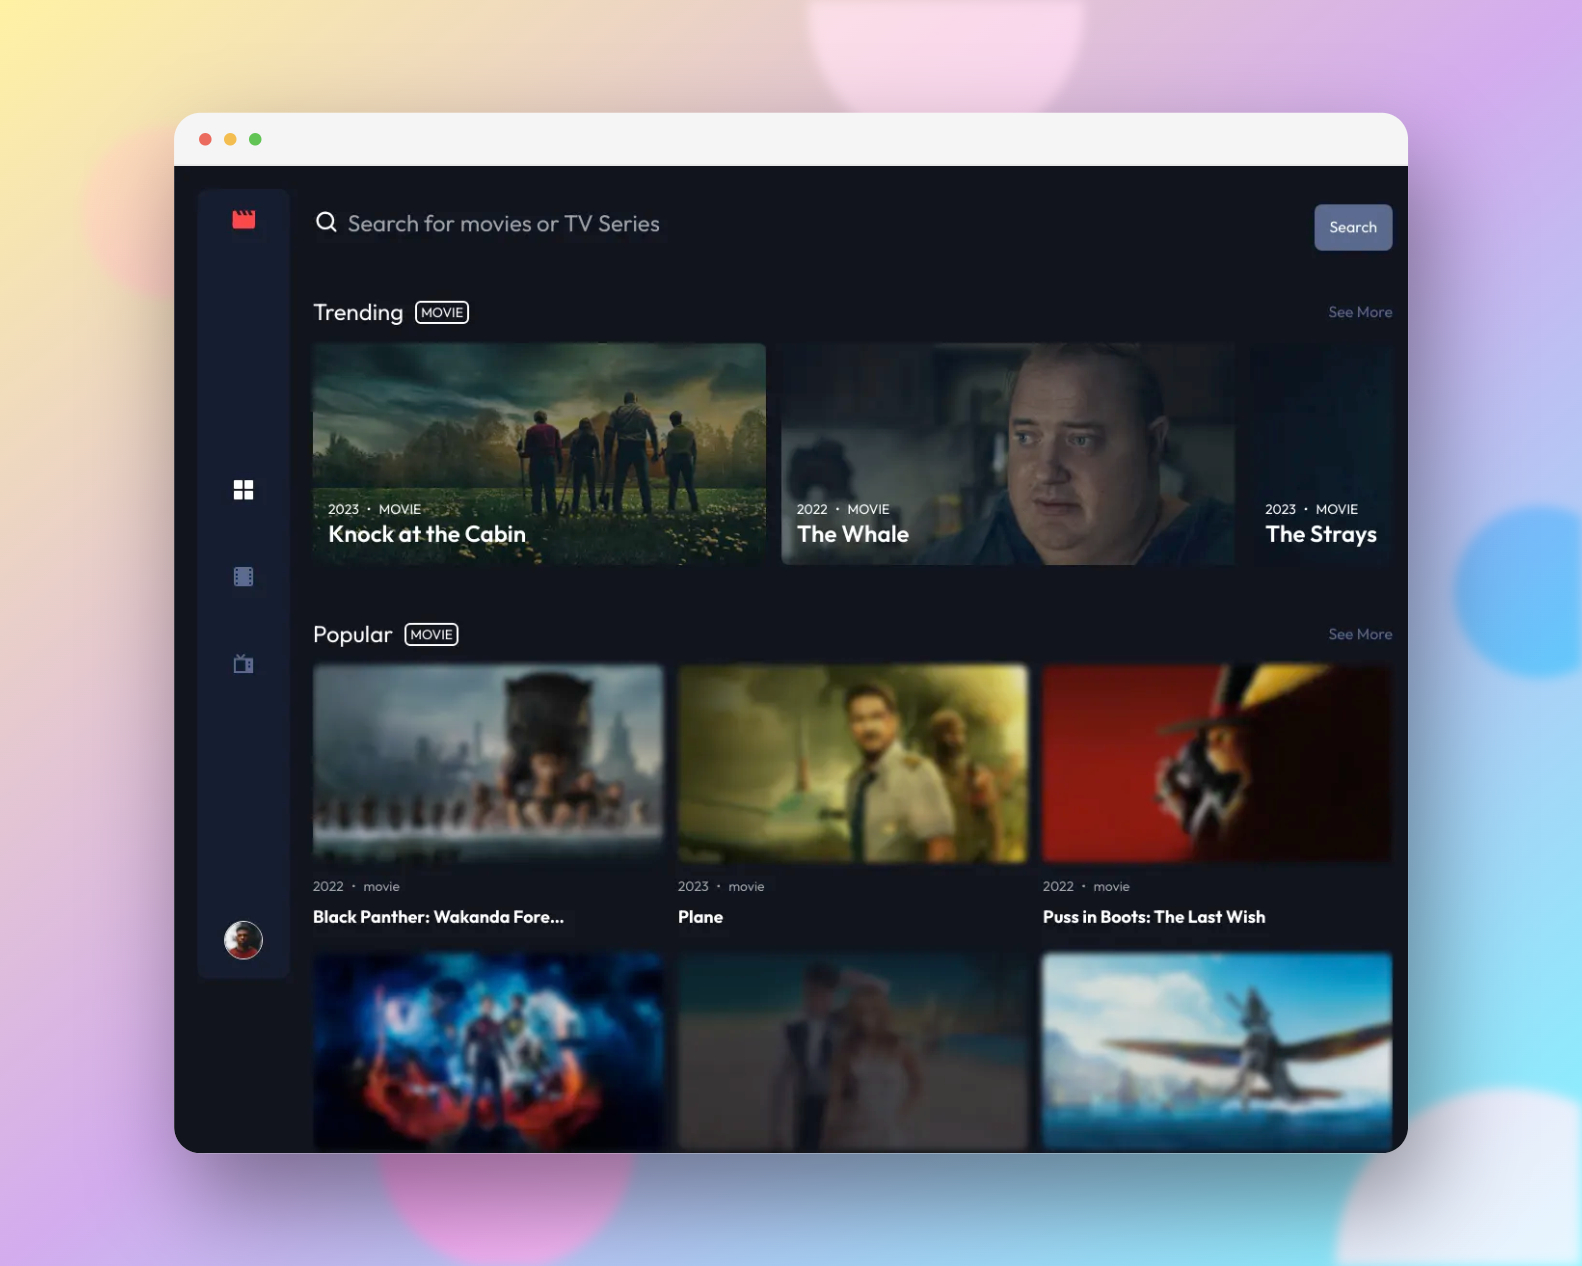 Search for movies or TV Series
Search
Trending MOVIE
See More
2023 • MOVIE
Knock at the Cabin
2022 • MOVIE
The Whale
2023 • MOVIE
The Strays
Popular MOVIE
See More
2022 • movie
Black Panther: Wakanda Fore...
2023 • movie
Plane
2022 • movie
Puss in Boots: The Last Wish